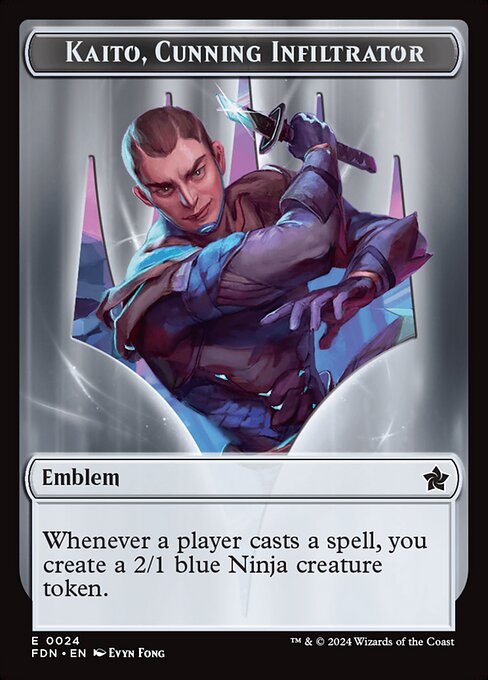 Kaito, Cunning Infiltrator
Emblem
Whenever a player casts a spell, you
create a 2/1 blue Ninja creature
token.
E 0024
™ & © 2024 Wizards of the Coast
FDN • EN Evyn Fong